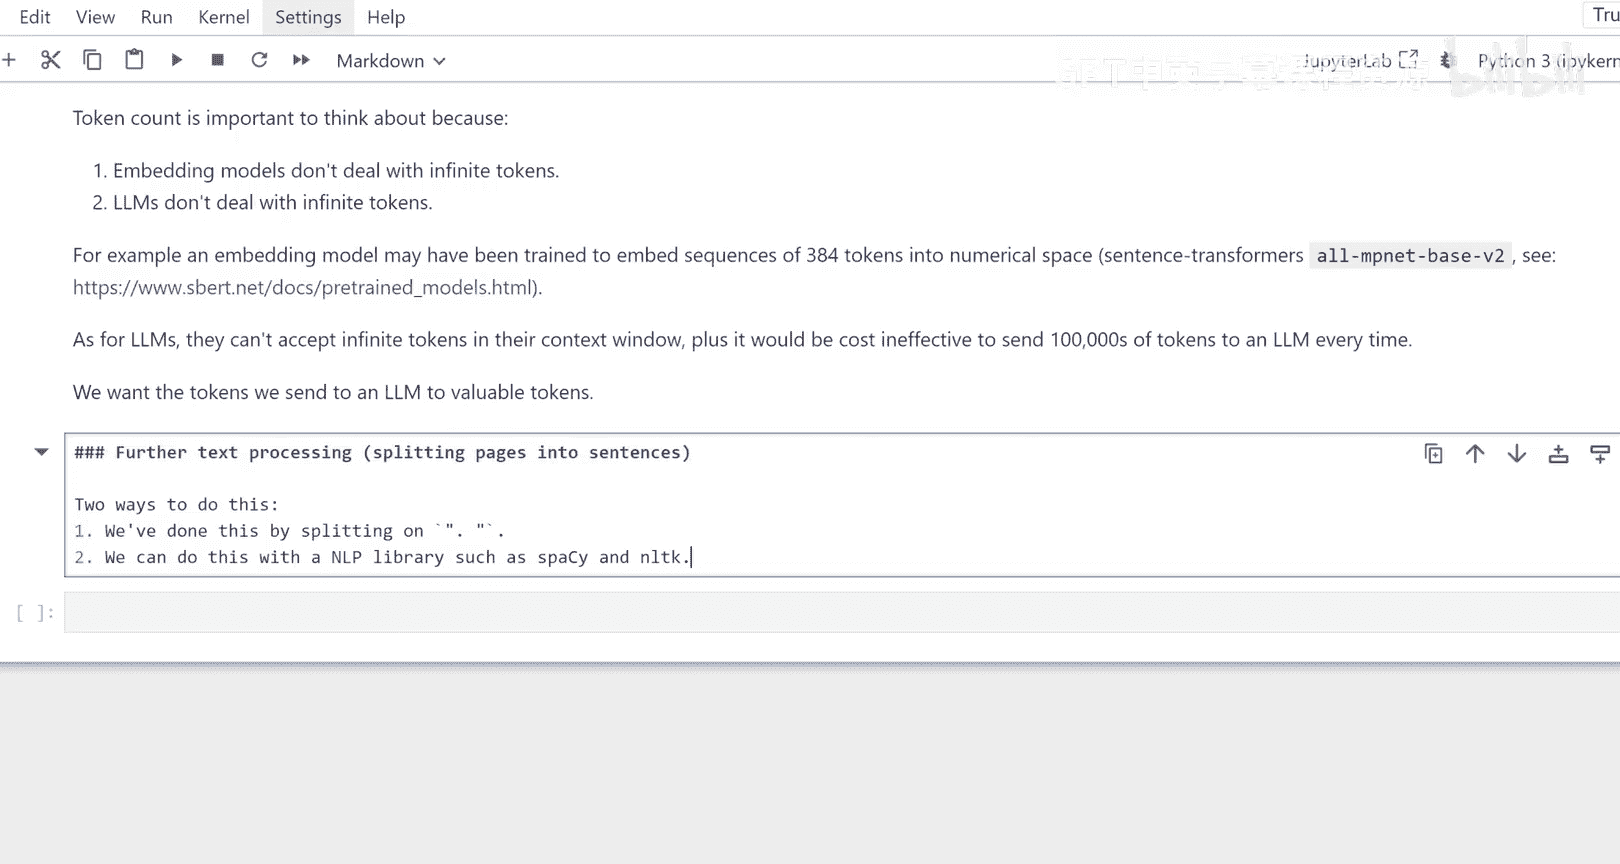 Edit View Run Kernel Settings Help Tru
Markdown JupyterLab Python 3 (ipykern
Token count is important to think about because:
1. Embedding models don't deal with infinite tokens.
2. LLMs don't deal with infinite tokens.
For example an embedding model may have been trained to embed sequences of 384 tokens into numerical space (sentence-transformers all-mpnet-base-v2, see:
https://www.sbert.net/docs/pretrained_models.html).
As for LLMs, they can't accept infinite tokens in their context window, plus it would be cost ineffective to send 100,000s of tokens to an LLM every time.
We want the tokens we send to an LLM to valuable tokens.
### Further text processing (splitting pages into sentences)
Two ways to do this:
1. We've done this by splitting on `". "`.
2. We can do this with a NLP library such as spaCy and nltk.
[ ]: